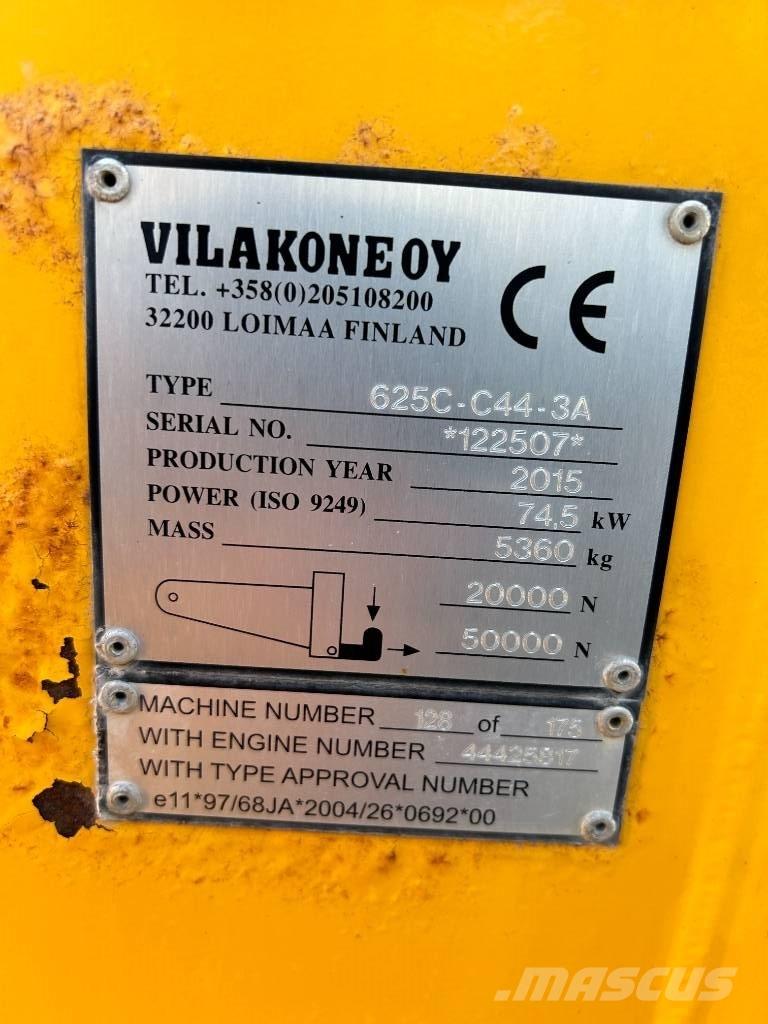 VILAKONE OY
TEL. +358(0)205108200
32200 LOIMAA FINLAND
CE
TYPE 625C-C44-3A
SERIAL NO. *122507*
PRODUCTION YEAR 2015
POWER (ISO 9249) 74,5 kW
MASS 5360 kg
20000 N
50000 N
MACHINE NUMBER 128 of 175
WITH ENGINE NUMBER 44425817
WITH TYPE APPROVAL NUMBER
e11*97/68JA*2004/26*0692*00
MASCUS